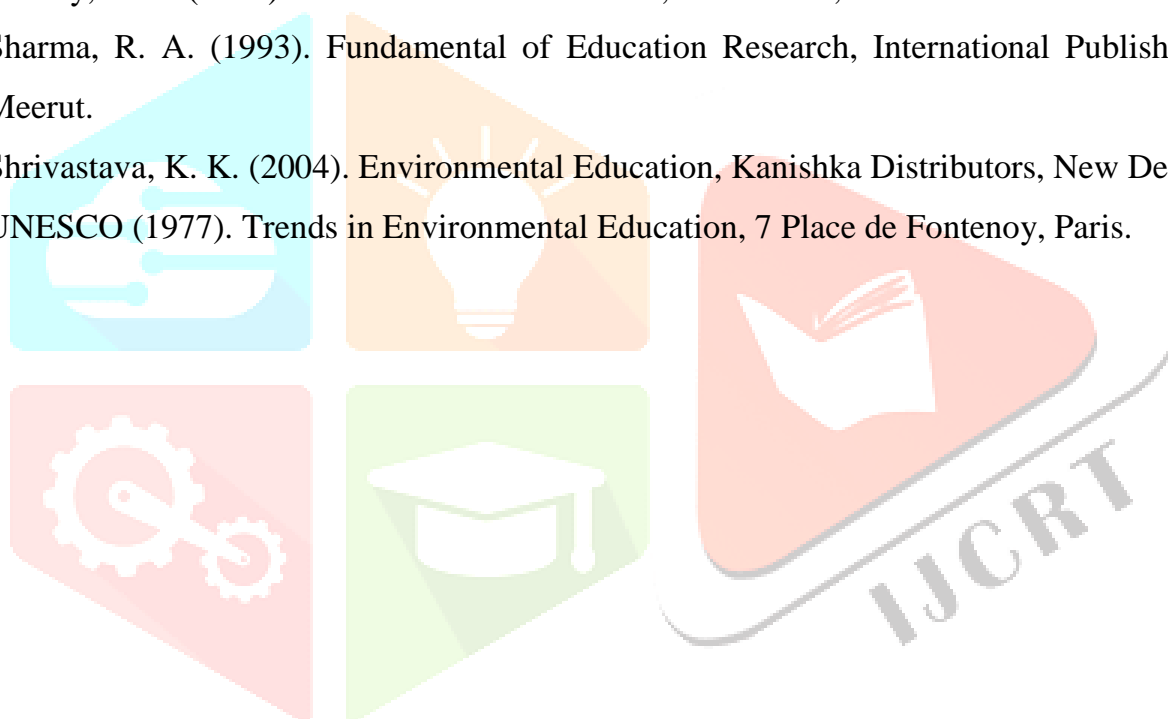 Sharma, R. A. (1993). Fundamental of Education Research, International Publish
Meerut.
Shrivastava, K. K. (2004). Environmental Education, Kanishka Distributors, New De
UNESCO (1977). Trends in Environmental Education, 7 Place de Fontenoy, Paris.
IJCRT